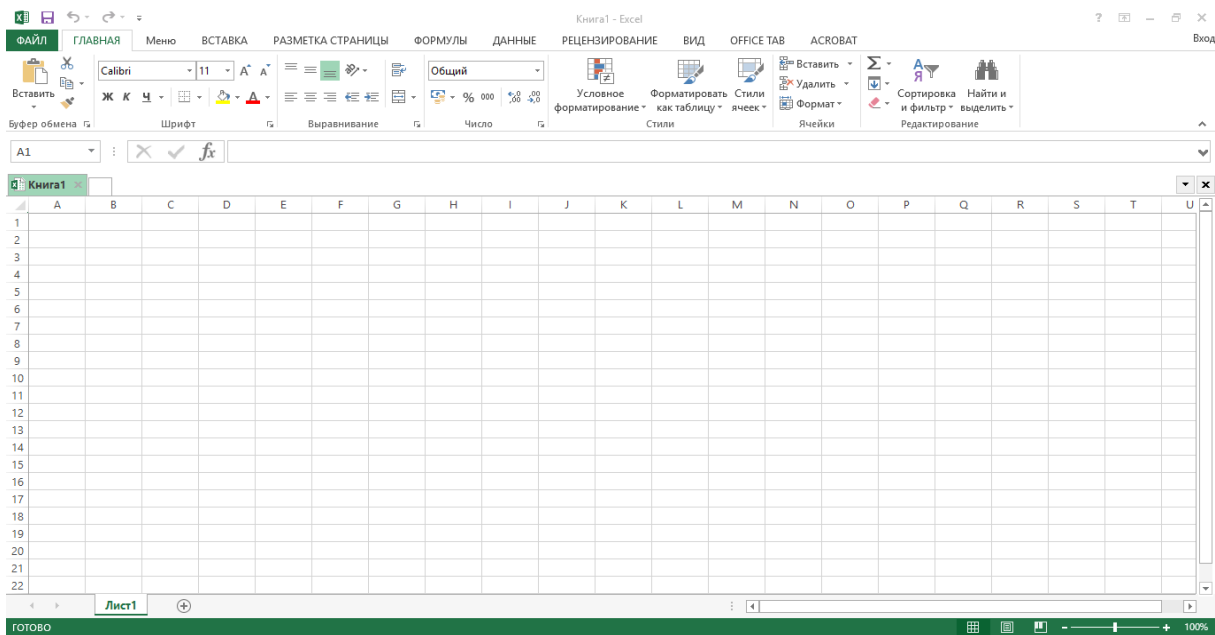 Книга1 - Excel
ФАЙЛ ГЛАВНАЯ Меню ВСТАВКА РАЗМЕТКА СТРАНИЦЫ ФОРМУЛЫ ДАННЫЕ РЕЦЕНЗИРОВАНИЕ ВИД OFFICE TAB ACROBAT Вход
Вставить
Calibri 11
Ж К Ч
Общий
% 000
Условное форматирование
Форматировать как таблицу
Стили ячеек
Вставить
Удалить
Формат
Сортировка и фильтр
Найти и выделить
Буфер обмена Шрифт Выравнивание Число Стили Ячейки Редактирование
A1 fx
Книга1
A B C D E F G H I J K L M N O P Q R S T U
1
2
3
4
5
6
7
8
9
10
11
12
13
14
15
16
17
18
19
20
21
22
Лист1
ГОТОВО 100%